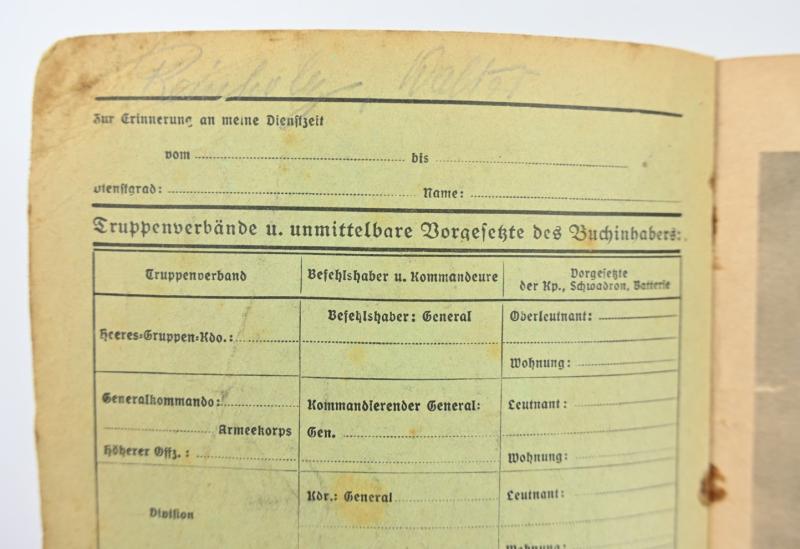 Walter
Zur Erinnerung an meine Dienstzeit
vom bis
Dienstgrad: Name:
Truppenverbände u. unmittelbare Vorgesetzte des Buchinhabers:
Truppenverband Befehlshaber u. Kommandeure Vorgesetzte
der Kp., Schwadron, Batterie
Befehlshaber: General Oberleutnant:
Heeres=Gruppen=Kdo.:
Wohnung:
Generalkommando: Kommandierender General: Leutnant:
Armeekorps Gen.
Höherer Offz.: Wohnung:
Kdr.: General Leutnant:
Division
Wohnung: